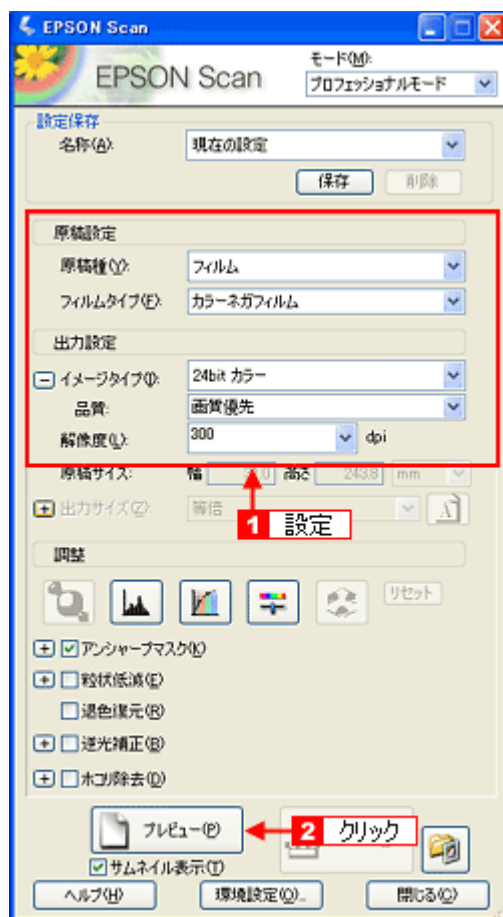 EPSON Scan
EPSON Scan
モード(M):
プロフェッショナルモード
設定保存
名称(A):
現在の設定
保存
削除
原稿設定
原稿種(Y):
フィルム
フィルムタイプ(F):
カラーネガフィルム
出力設定
イメージタイプ(I):
24bit カラー
品質:
画質優先
解像度(L):
300
dpi
原稿サイズ:
幅
高さ
243.8
mm
出力サイズ(Z):
等倍
1 設定
調整
リセット
アンシャープマスク(K)
粒状低減(E)
退色復元(R)
逆光補正(B)
ホコリ除去(D)
プレビュー(P)
2 クリック
サムネイル表示(T)
ヘルプ(H)
環境設定(O)...
閉じる(C)